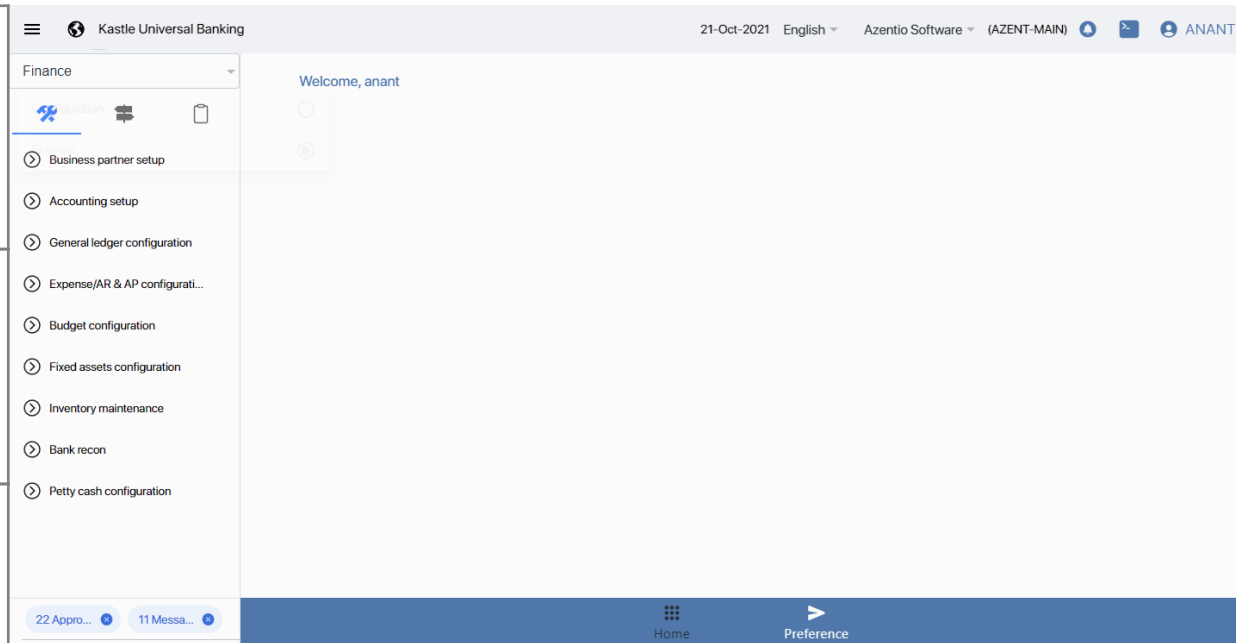 Kastle Universal Banking
21-Oct-2021 English Azentio Software (AZENT-MAIN) ANANT
Finance
Welcome, anant
Business partner setup
Accounting setup
General ledger configuration
Expense/AR & AP configurati...
Budget configuration
Fixed assets configuration
Inventory maintenance
Bank recon
Petty cash configuration
22 Appro... 11 Messa...
Home
Preference